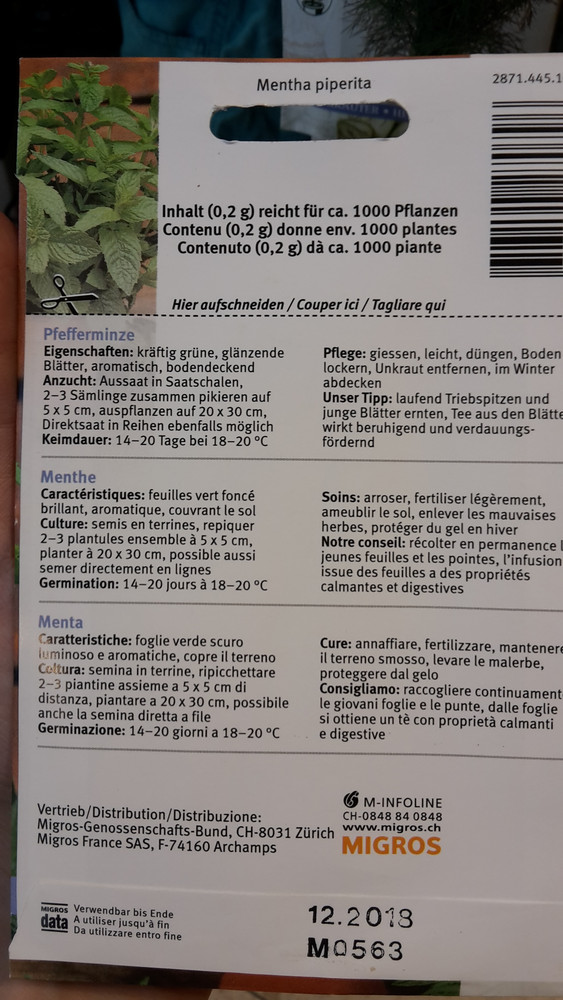 Mentha piperita
2871.445.1
Inhalt (0,2 g) reicht für ca. 1000 Pflanzen
Contenu (0,2 g) donne env. 1000 plantes
Contenuto (0,2 g) dà ca. 1000 piante
Hier aufschneiden / Couper ici / Tagliare qui
Pfefferminze
Eigenschaften: kräftig grüne, glänzende
Blätter, aromatisch, bodendeckend
Anzucht: Aussaat in Saatschalen,
2–3 Sämlinge zusammen pikieren auf
5 x 5 cm, auspflanzen auf 20 x 30 cm,
Direktsaat in Reihen ebenfalls möglich
Keimdauer: 14–20 Tage bei 18–20 °C
Pflege: giessen, leicht, düngen, Boden
lockern, Unkraut entfernen, im Winter
abdecken
Unser Tipp: laufend Triebspitzen und
junge Blätter ernten, Tee aus den Blätte
wirkt beruhigend und verdauungs-
fördernd
Menthe
Caractéristiques: feuilles vert foncé
brillant, aromatique, couvrant le sol
Culture: semis en terrines, repiquer
2–3 plantules ensemble à 5 x 5 cm,
planter à 20 x 30 cm, possible aussi
semer directement en lignes
Germination: 14–20 jours à 18–20 °C
Soins: arroser, fertiliser légèrement,
ameublir le sol, enlever les mauvaises
herbes, protéger du gel en hiver
Notre conseil: récolter en permanence l
jeunes feuilles et les pointes, l'infusion
issue des feuilles a des propriétés
calmantes et digestives
Menta
Caratteristiche: foglie verde scuro
luminoso e aromatiche, copre il terreno
Coltura: semina in terrine, ripicchettare
2–3 piantine assieme a 5 x 5 cm di
distanza, piantare a 20 x 30 cm, possibile
anche la semina diretta a file
Germinazione: 14–20 giorni a 18–20 °C
Cure: annaffiare, fertilizzare, mantenere
il terreno smosso, levare le malerbe,
proteggere dal gelo
Consigliamo: raccogliere continuament
le giovani foglie e le punte, dalle foglie
si ottiene un tè con proprietà calmanti
e digestive
Vertrieb/Distribution/Distribuzione:
Migros-Genossenschafts-Bund, CH-8031 Zürich
Migros France SAS, F-74160 Archamps
M-INFOLINE
CH-0848 84 0848
www.migros.ch
MIGROS
MIGROS
data
Verwendbar bis Ende
A utiliser jusqu'à fin
Da utilizzare entro fine
12.2018
M0563